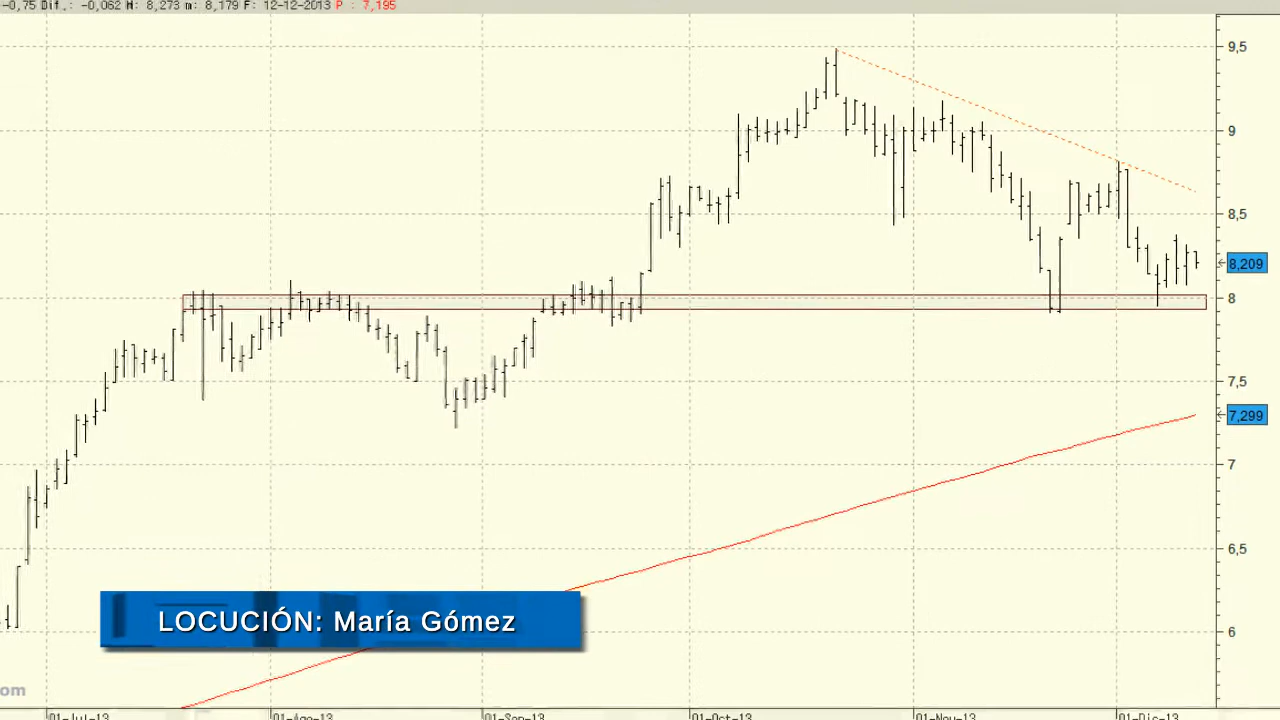 -0,75 Dif.: -0,062 M: 8,273 m: 8,179 F: 12-12-2013 P : 7,195
9,5
9
8,5
8,209
8
7,5
7,299
7
6,5
6
LOCUCIÓN: María Gómez
om
01-Jul-13 01-Ago-13 01-Sep-13 01-Oct-13 01-Nov-13 01-Dic-13